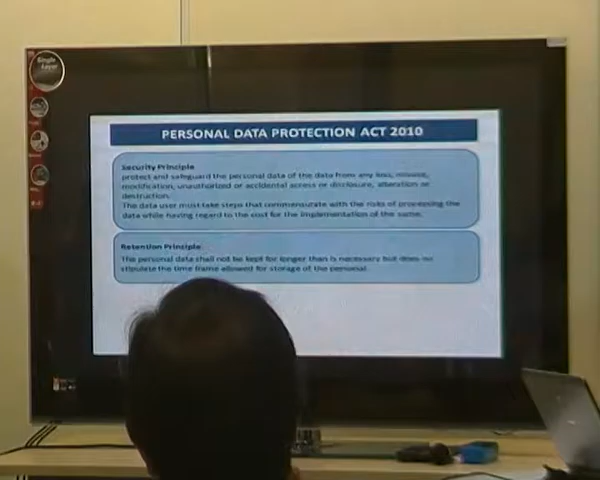 Single
Layer
PERSONAL DATA PROTECTION ACT 2010
Security Principle
protect and safeguard the personal data of the data from any loss, misuse,
modification, unauthorized or accidental access or disclosure, alteration or
destruction.
The data user must take steps that commensurate with the risks of processing the
data while having regard to the cost for the implementation of the same.
Retention Principle
The personal data shall not be kept for longer than is necessary but does no
stipulate the time frame allowed for storage of the personal.